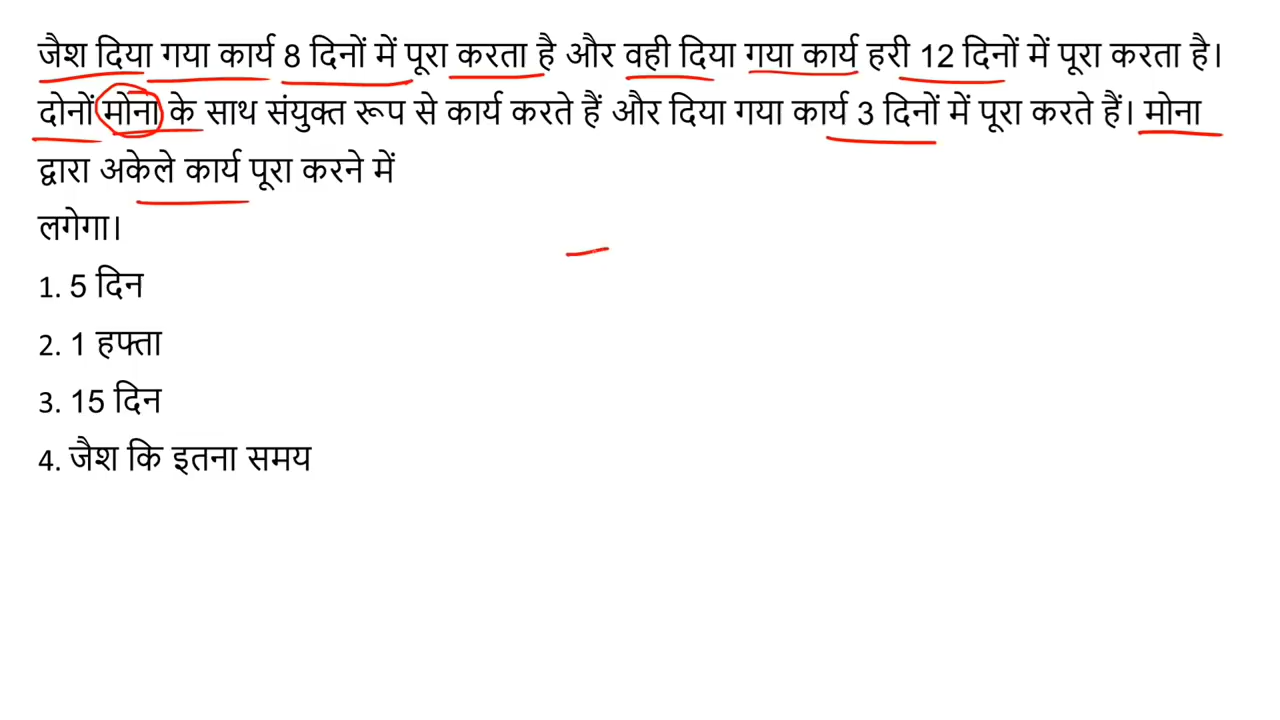 जैश दिया गया कार्य 8 दिनों में पूरा करता है और वही दिया गया कार्य हरी 12 दिनों में पूरा करता है।
दोनों मोना के साथ संयुक्त रूप से कार्य करते हैं और दिया गया कार्य 3 दिनों में पूरा करते हैं। मोना
द्वारा अकेले कार्य पूरा करने में
लगेगा।
1. 5 दिन
2. 1 हफ्ता
3. 15 दिन
4. जैश कि इतना समय